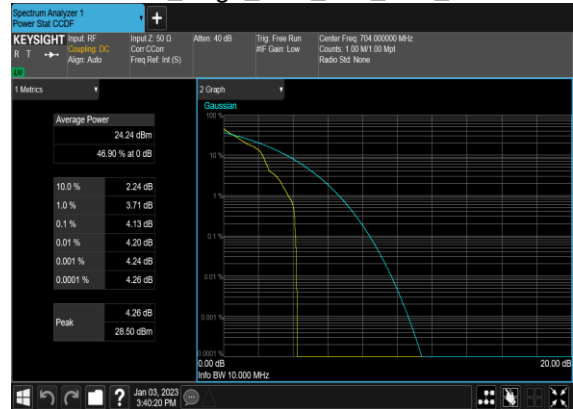 Spectrum Analyzer 1
Power Stat CCDF
KEYSIGHT
R T
LXI
Input: RF
Coupling: DC
Align: Auto
Input Z: 50 Ω
Corr CCorr
Freq Ref: Int (S)
Atten: 40 dB
Trig: Free Run
#IF Gain: Low
Center Freq: 704.000000 MHz
Counts: 1.00 M/1.00 Mpt
Radio Std: None
1 Metrics
Average Power
24.24 dBm
46.90 % at 0 dB
10.0 % 2.24 dB
1.0 % 3.71 dB
0.1 % 4.13 dB
0.01 % 4.20 dB
0.001 % 4.24 dB
0.0001 % 4.26 dB
Peak
4.26 dB
28.50 dBm
2 Graph
Gaussian
100 %
10 %
1 %
0.1 %
0.01 %
0.001 %
0.0001 %
0.00 dB
20.00 dB
Info BW 10.000 MHz
?
Jan 03, 2023
3:40:20 PM